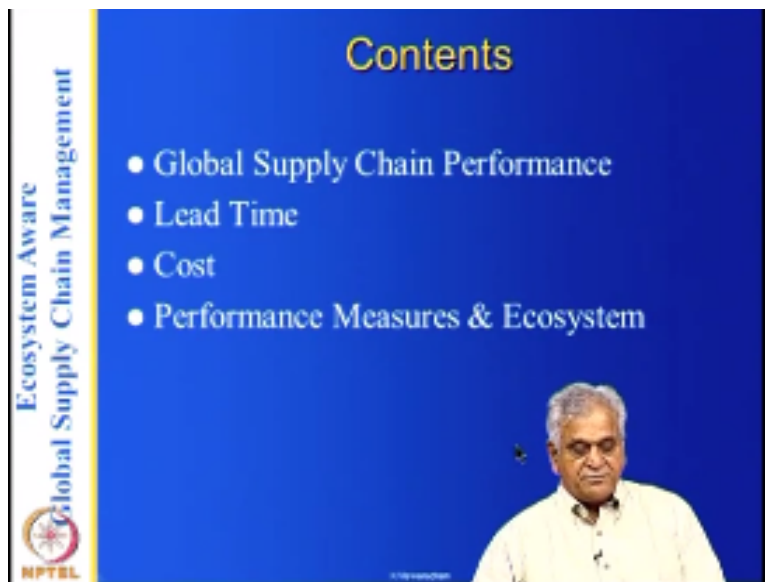 Contents
Global Supply Chain Performance
Lead Time
Cost
Performance Measures & Ecosystem
Ecosystem Aware
Global Supply Chain Management
NPTEL